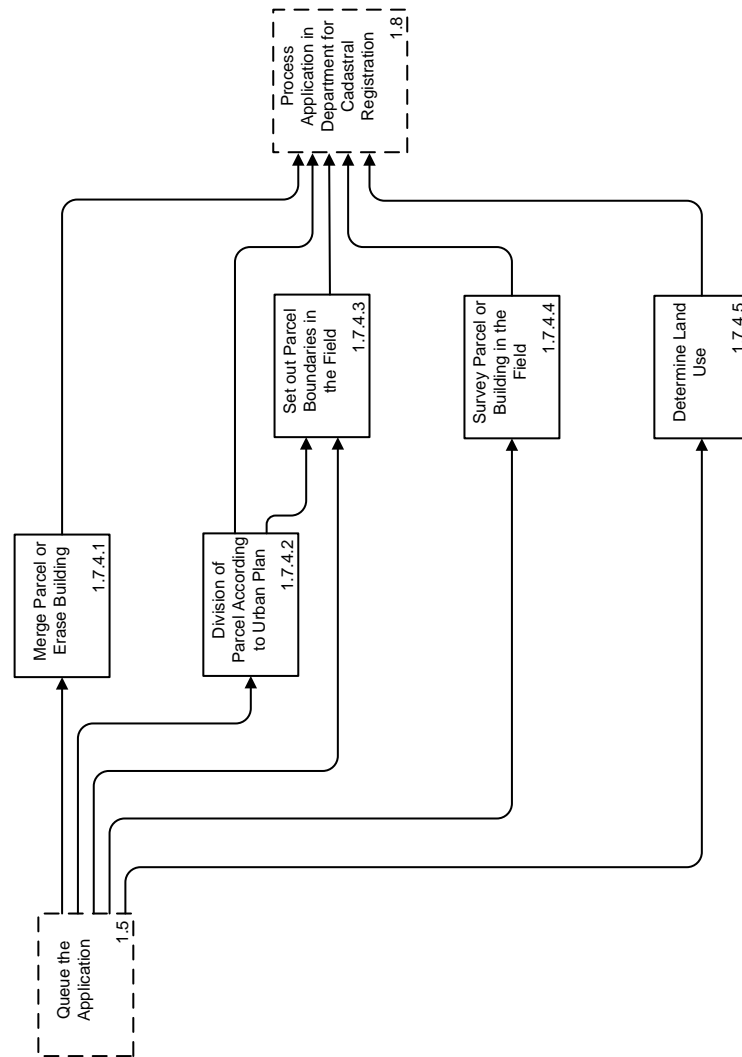 Queue the
Application
1.5
Merge Parcel or
Erase Building
1.7.4.1
Division of
Parcel According
to Urban Plan
1.7.4.2
Set out Parcel
Boundaries in
the Field
1.7.4.3
Survey Parcel or
Building in the
Field
1.7.4.4
Determine Land
Use
1.7.4.5
Process
Application in
Department for
Cadastral
Registration
1.8